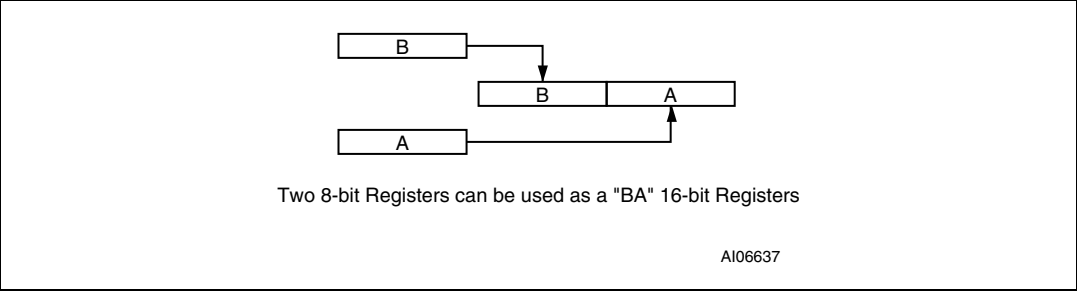 B
B A
A
Two 8-bit Registers can be used as a "BA" 16-bit Registers
AI06637